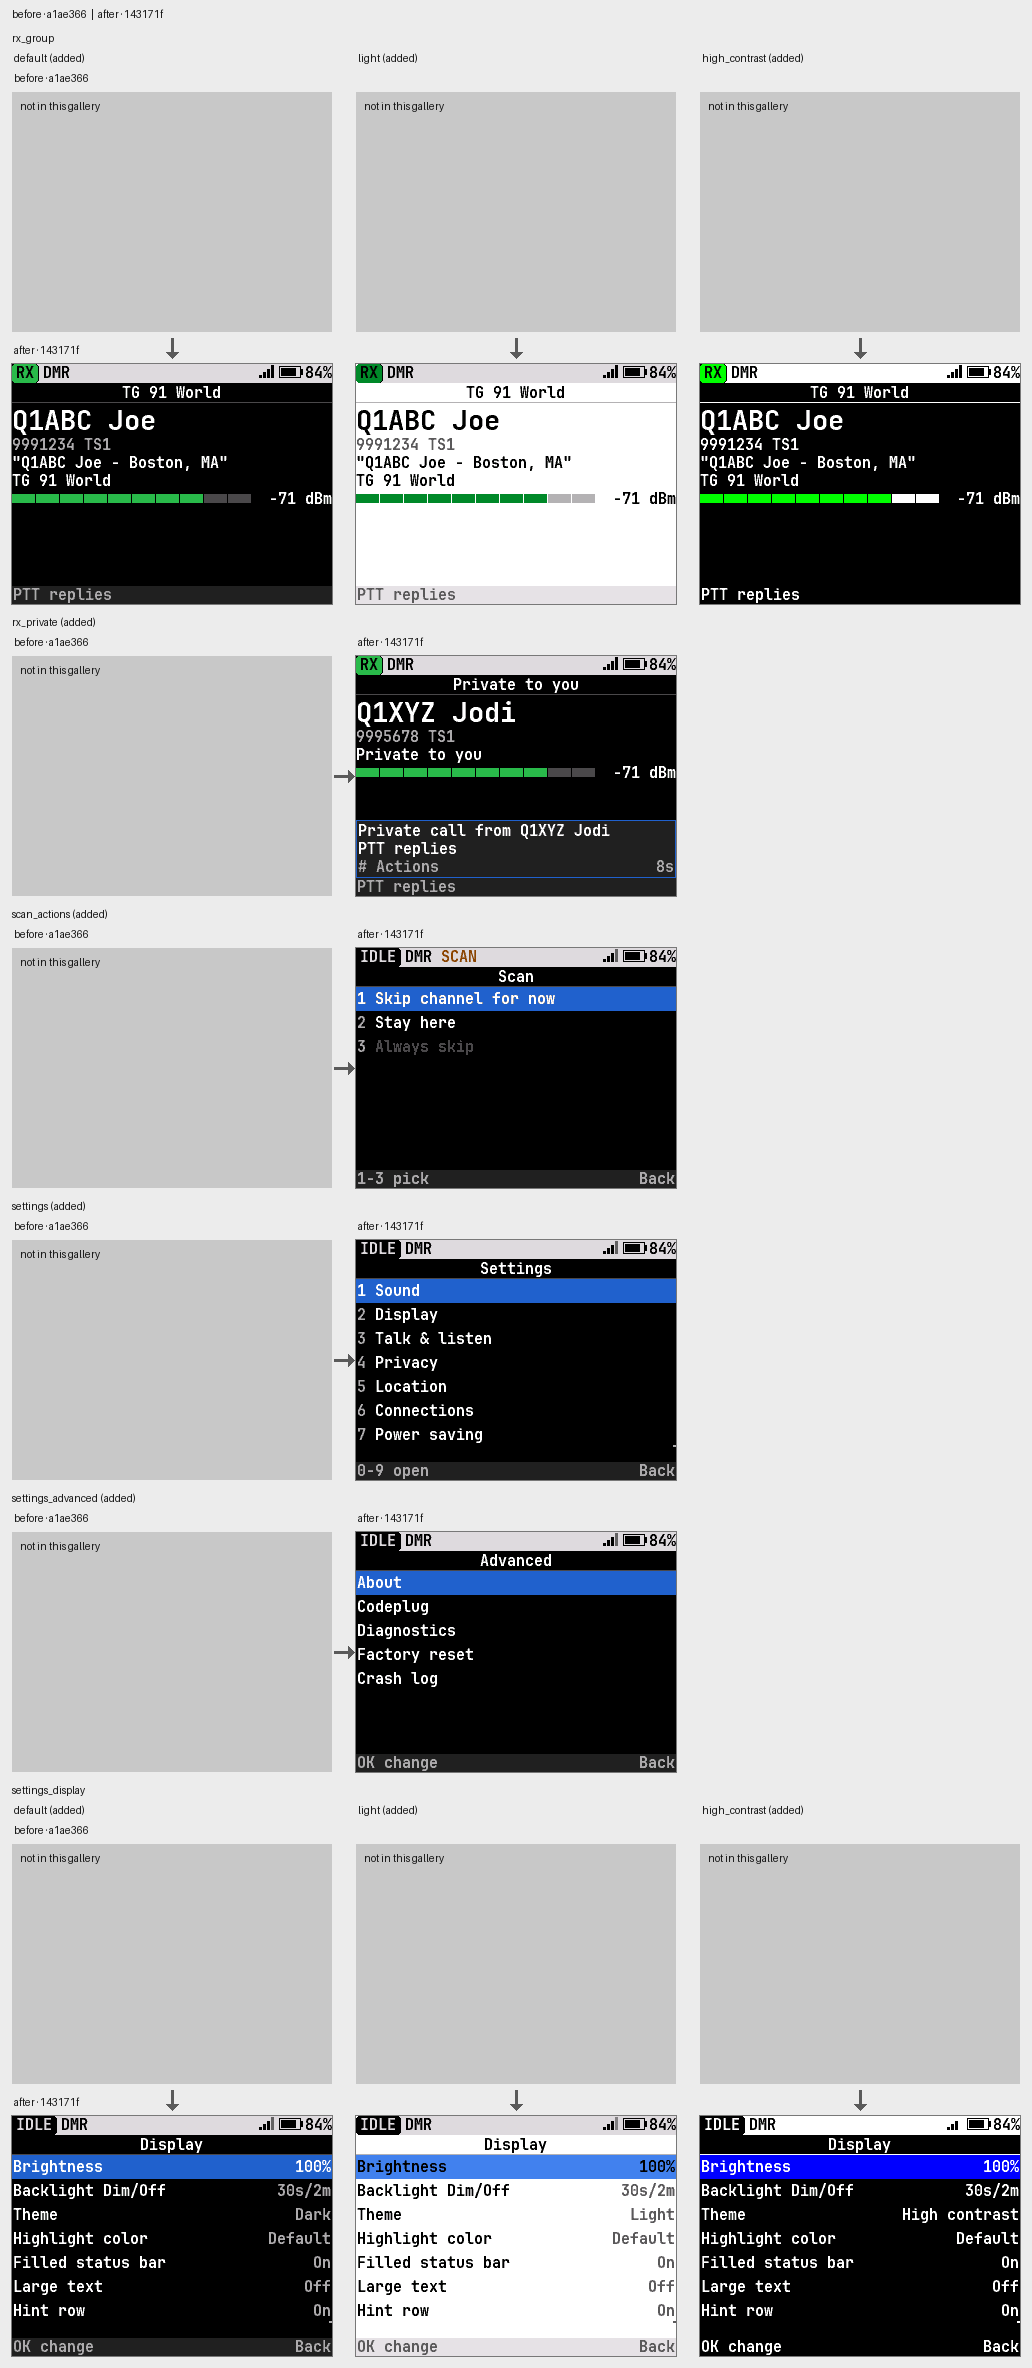 before · a1ae366 | after · 143171f
rx_group
default (added) light (added) high_contrast (added)
before · a1ae366
not in this gallery not in this gallery not in this gallery
after · 143171f
RX DMR 84% RX DMR 84% RX DMR 84%
TG 91 World TG 91 World TG 91 World
Q1ABC Joe Q1ABC Joe Q1ABC Joe
9991234 TS1 9991234 TS1 9991234 TS1
"Q1ABC Joe - Boston, MA" "Q1ABC Joe - Boston, MA" "Q1ABC Joe - Boston, MA"
TG 91 World TG 91 World TG 91 World
-71 dBm -71 dBm -71 dBm
PTT replies PTT replies PTT replies
rx_private (added)
before · a1ae366 after · 143171f
not in this gallery
RX DMR 84%
Private to you
Q1XYZ Jodi
9995678 TS1
Private to you
-71 dBm
Private call from Q1XYZ Jodi
PTT replies
# Actions 8s
PTT replies
scan_actions (added)
before · a1ae366 after · 143171f
not in this gallery
IDLE DMR SCAN 84%
Scan
1 Skip channel for now
2 Stay here
3 Always skip
1-3 pick Back
settings (added)
before · a1ae366 after · 143171f
not in this gallery
IDLE DMR 84%
Settings
1 Sound
2 Display
3 Talk & listen
4 Privacy
5 Location
6 Connections
7 Power saving
0-9 open Back
settings_advanced (added)
before · a1ae366 after · 143171f
not in this gallery
IDLE DMR 84%
Advanced
About
Codeplug
Diagnostics
Factory reset
Crash log
OK change Back
settings_display
default (added) light (added) high_contrast (added)
before · a1ae366
not in this gallery not in this gallery not in this gallery
after · 143171f
IDLE DMR 84% IDLE DMR 84% IDLE DMR 84%
Display Display Display
Brightness 100% Brightness 100% Brightness 100%
Backlight Dim/Off 30s/2m Backlight Dim/Off 30s/2m Backlight Dim/Off 30s/2m
Theme Dark Theme Light Theme High contrast
Highlight color Default Highlight color Default Highlight color Default
Filled status bar On Filled status bar On Filled status bar On
Large text Off Large text Off Large text Off
Hint row On Hint row On Hint row On
OK change Back OK change Back OK change Back